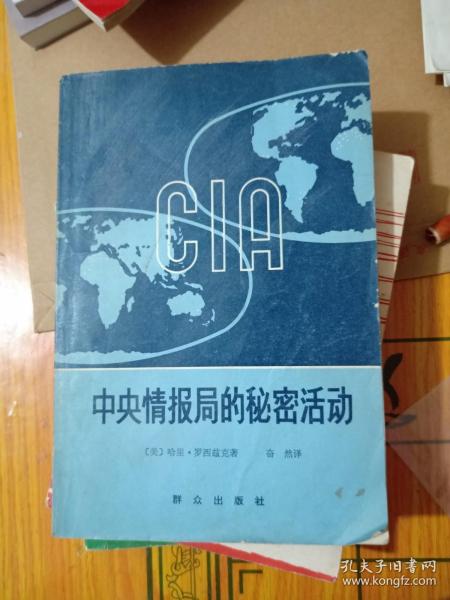 CIA
中央情报局的秘密活动
〔美〕哈里·罗西兹克著 奋然译
群众出版社
孔夫子旧书网
www.kongfz.com